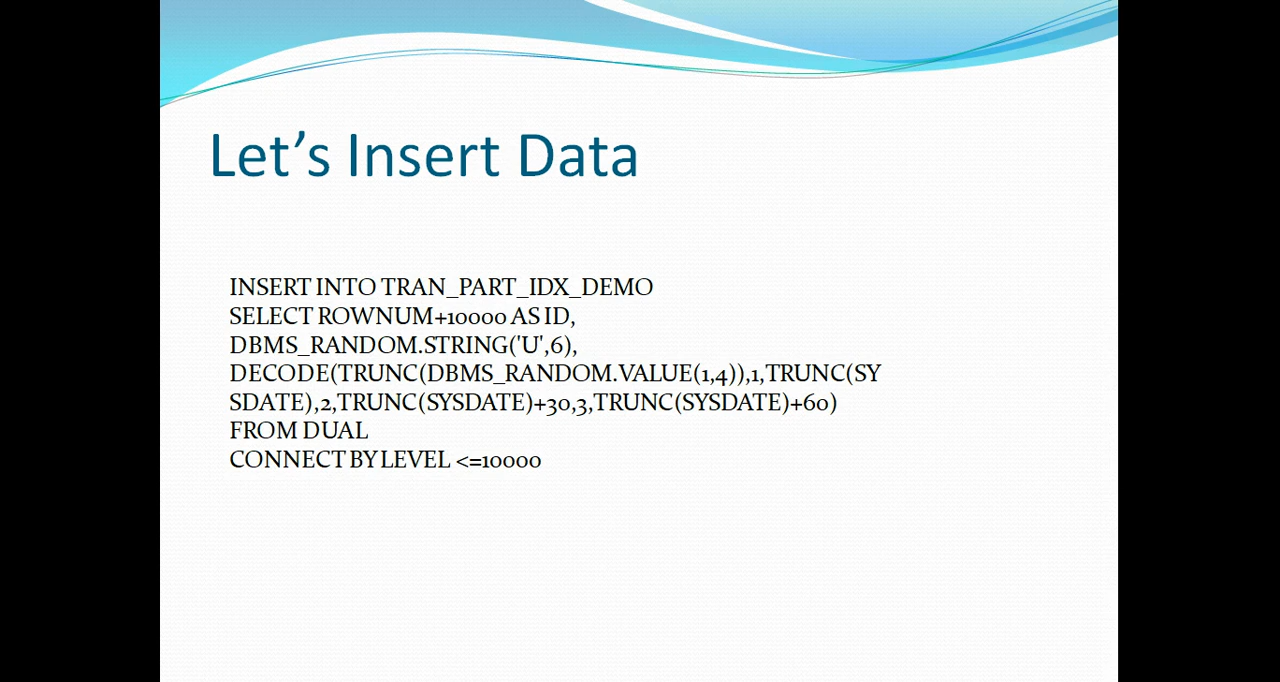 Let’s Insert Data
INSERT INTO TRAN_PART_IDX_DEMO
SELECT ROWNUM+10000 AS ID,
DBMS_RANDOM.STRING('U',6),
DECODE(TRUNC(DBMS_RANDOM.VALUE(1,4)),1,TRUNC(SY
SDATE),2,TRUNC(SYSDATE)+30,3,TRUNC(SYSDATE)+60)
FROM DUAL
CONNECT BY LEVEL <=10000